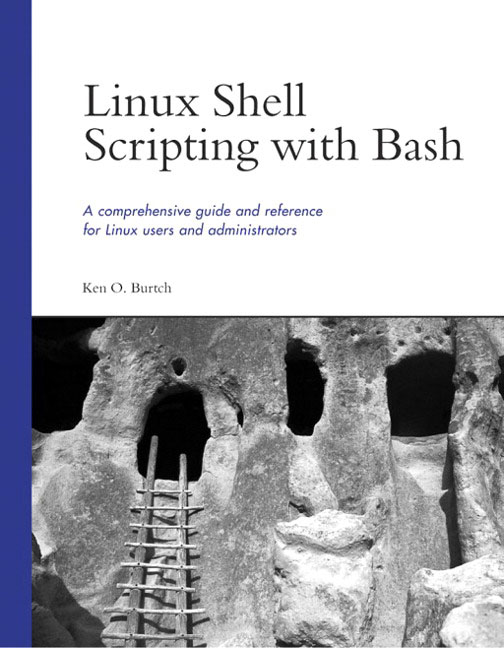 Linux Shell
Scripting with Bash
A comprehensive guide and reference
for Linux users and administrators
Ken O. Burtch